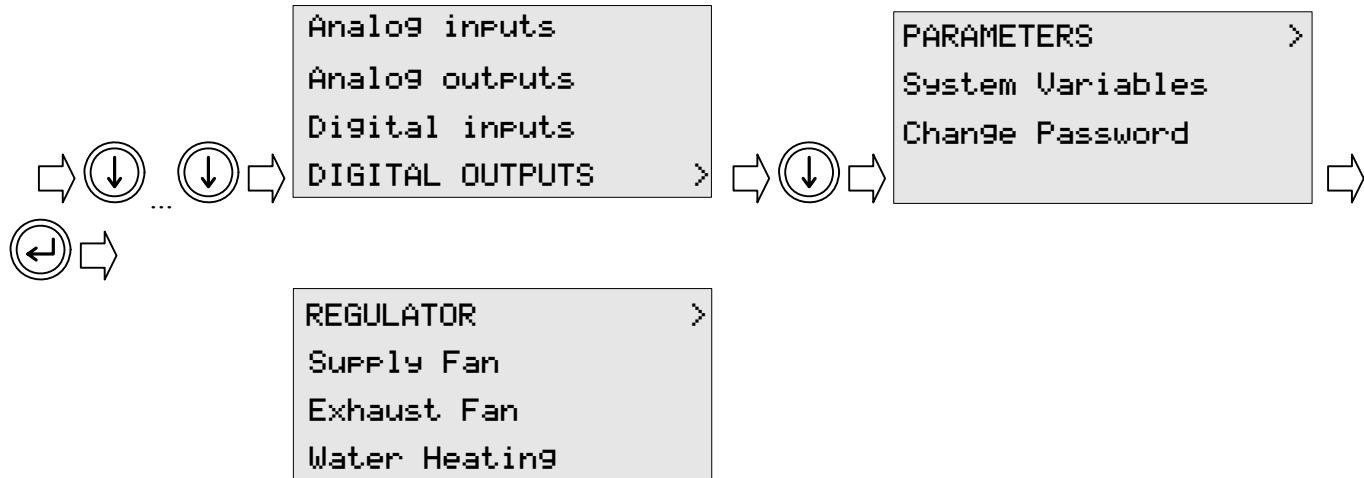 Analog inputs
Analog outputs
Digital inputs
DIGITAL OUTPUTS >
...
PARAMETERS >
System Variables
Change Password
REGULATOR >
Supply Fan
Exhaust Fan
Water Heating